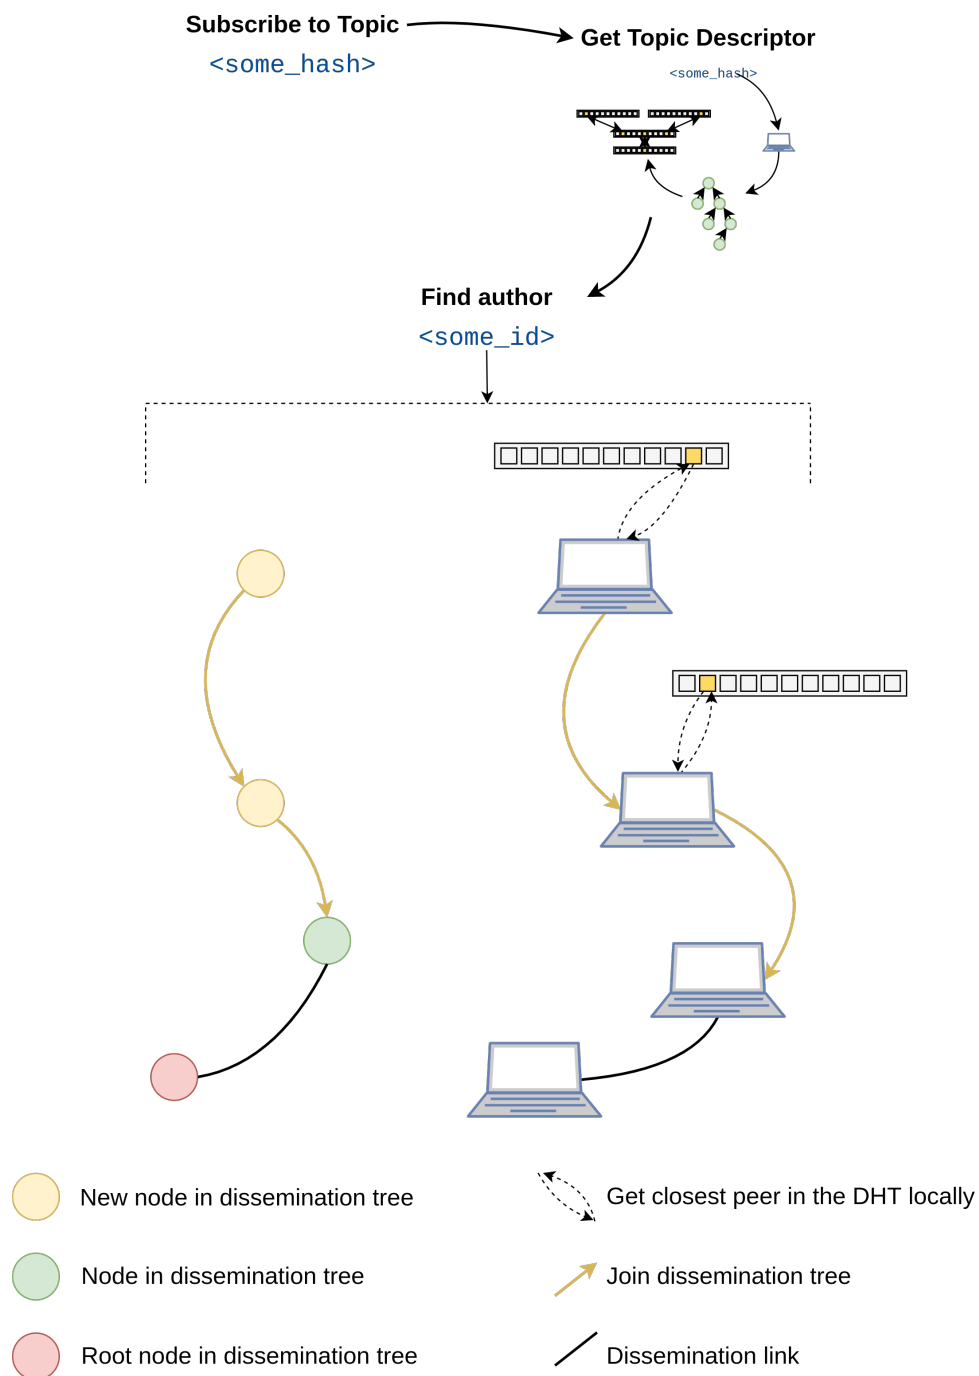 Subscribe to Topic
<some_hash>
Get Topic Descriptor
<some_hash>
Find author
<some_id>
New node in dissemination tree
Get closest peer in the DHT locally
Node in dissemination tree
Join dissemination tree
Root node in dissemination tree
Dissemination link